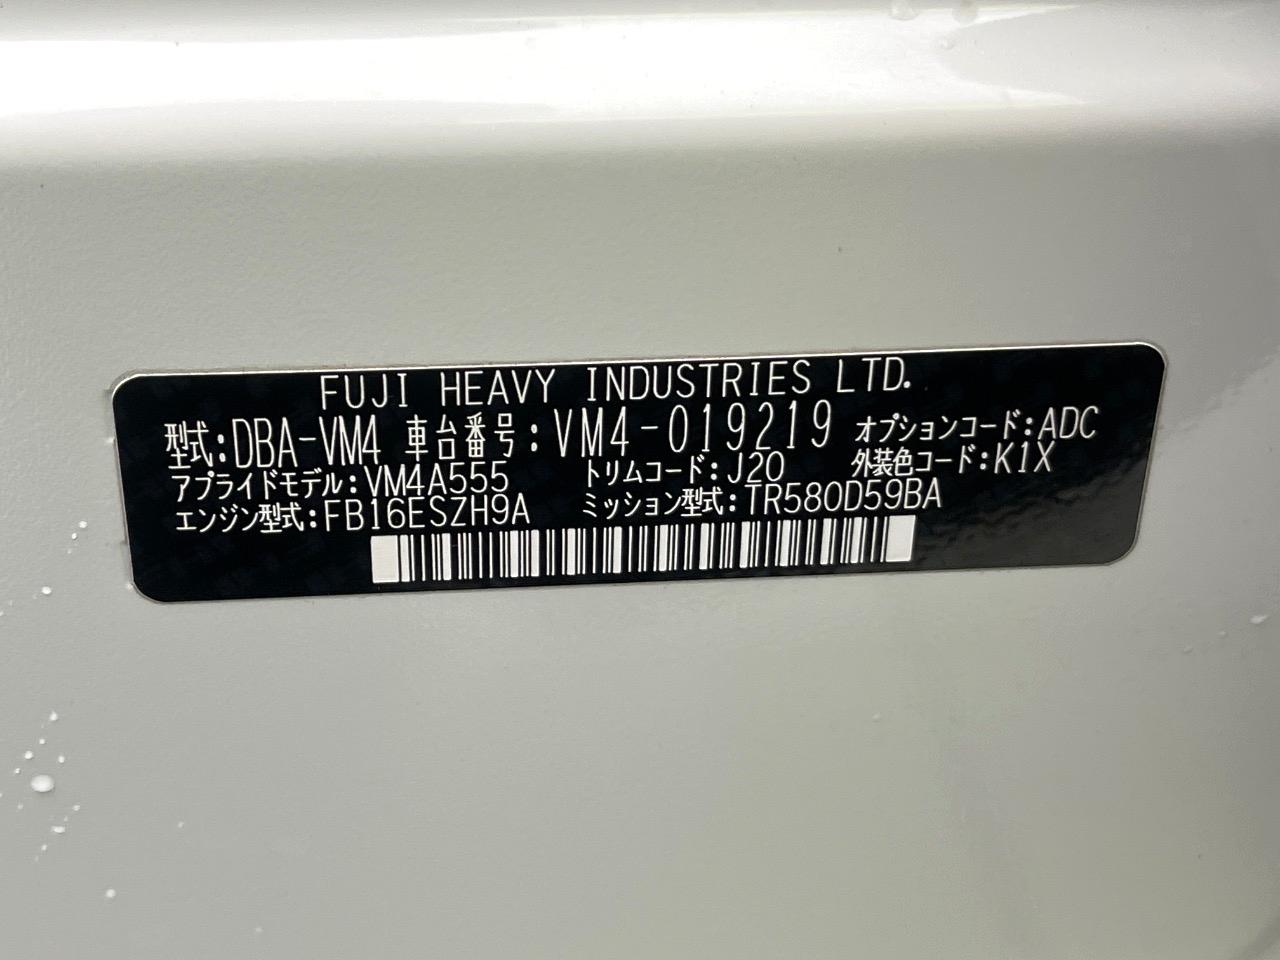 FUJI HEAVY INDUSTRIES LTD.
型式:DBA-VM4 車台番号:VM4-019219 オプションコード:ADC
アプライドモデル:VM4A555 トリムコード:J20 外装色コード:K1X
エンジン型式:FB16ESZH9A ミッション型式:TR580D59BA